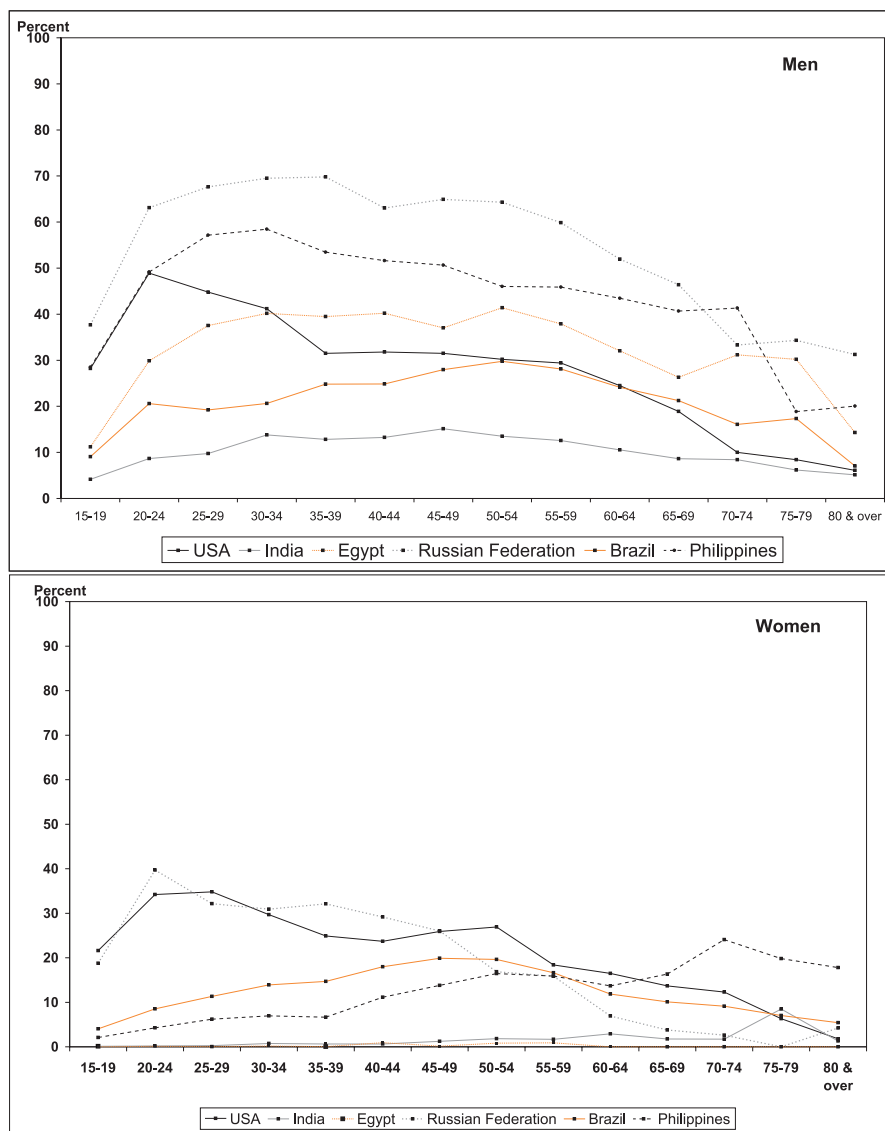 Percent
Men
100
90
80
70
60
50
40
30
20
10
0
15-19 20-24 25-29 30-34 35-39 40-44 45-49 50-54 55-59 60-64 65-69 70-74 75-79 80 & over
USA India Egypt Russian Federation Brazil Philippines
Percent
Women
100
90
80
70
60
50
40
30
20
10
0
15-19 20-24 25-29 30-34 35-39 40-44 45-49 50-54 55-59 60-64 65-69 70-74 75-79 80 &
over
USA India Egypt Russian Federation Brazil Philippines